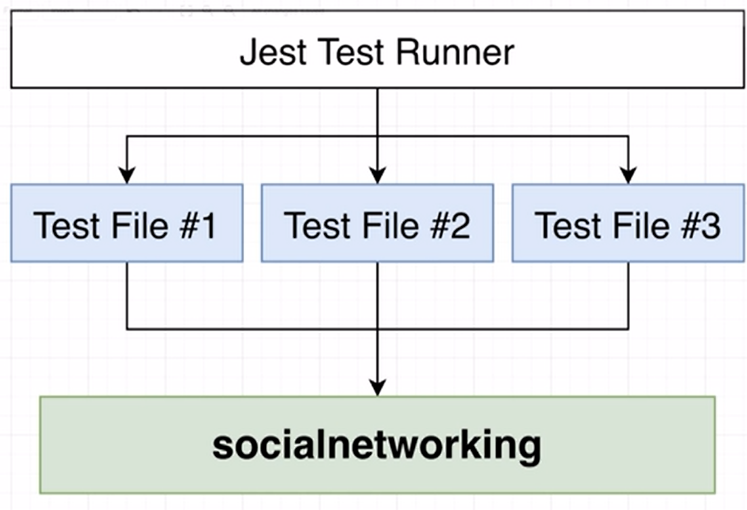 Jest Test Runner
Test File #1
Test File #2
Test File #3
socialnetworking